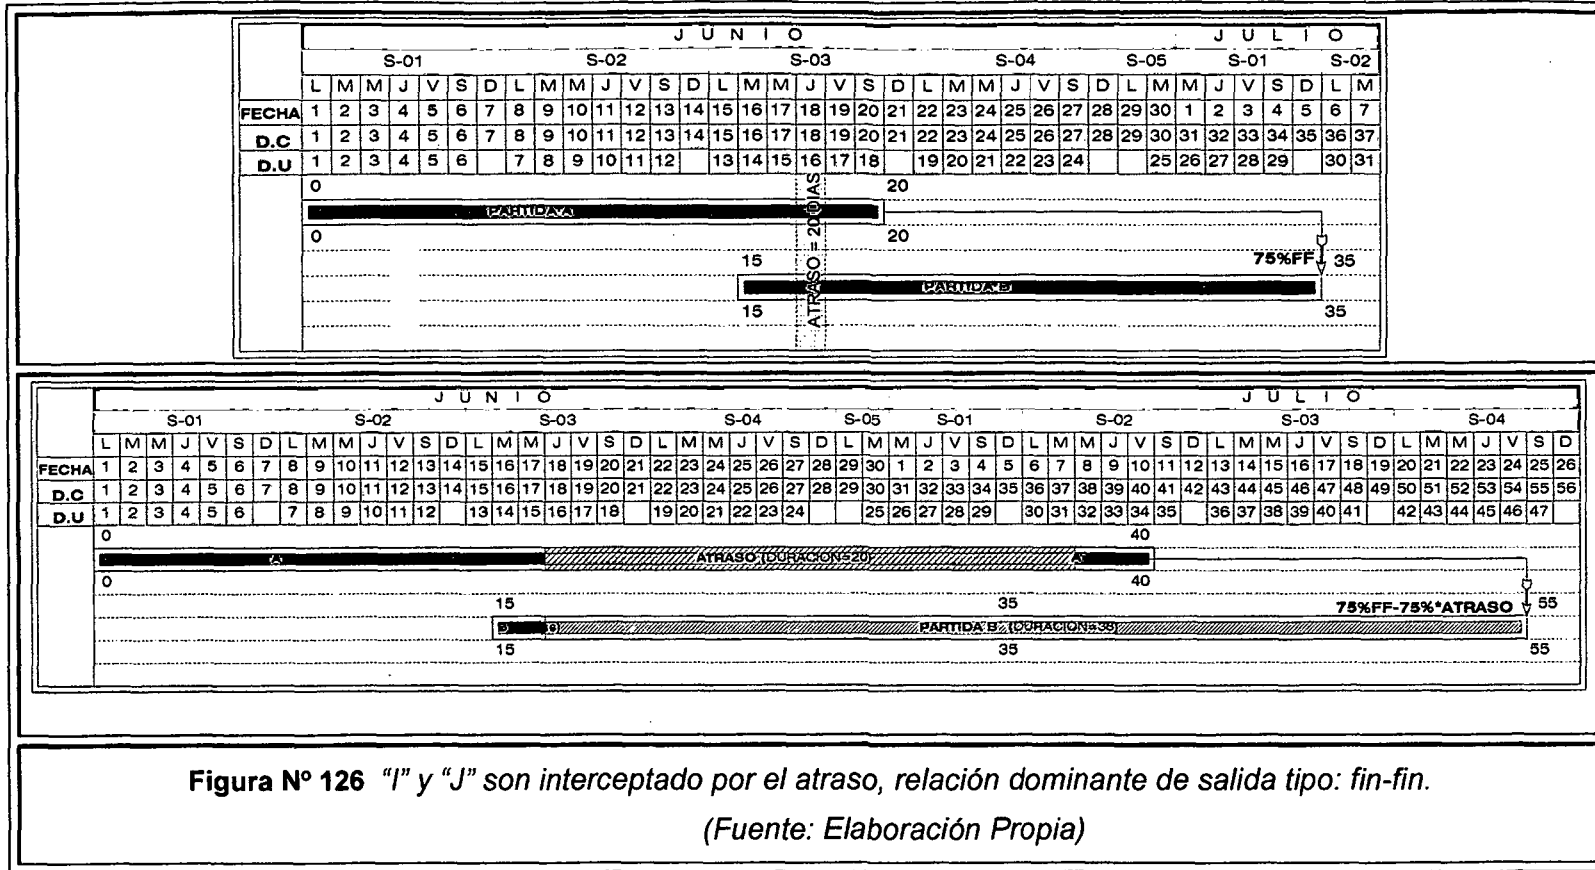 J U N I O J U L I O
S-01 S-02 S-03 S-04 S-05 S-01 S-02
L M M J V S D L M M J V S D L M M J V S D L M M J V S D L M M J V S D L M
FECHA 1 2 3 4 5 6 7 8 9 10 11 12 13 14 15 16 17 18 19 20 21 22 23 24 25 26 27 28 29 30 1 2 3 4 5 6 7
D.C 1 2 3 4 5 6 7 8 9 10 11 12 13 14 15 16 17 18 19 20 21 22 23 24 25 26 27 28 29 30 31 32 33 34 35 36 37
D.U 1 2 3 4 5 6 7 8 9 10 11 12 13 14 15 16 17 18 19 20 21 22 23 24 25 26 27 28 29 30 31
0 20
PARTIDA A
0 20
ATRASO = 20 DIAS
15 75%FF 35
PARTIDA B
15 35
J U N I O J U L I O
S-01 S-02 S-03 S-04 S-05 S-01 S-02 S-03 S-04
L M M J V S D L M M J V S D L M M J V S D L M M J V S D L M M J V S D L M M J V S D L M M J V S D L M M J V S D
FECHA 1 2 3 4 5 6 7 8 9 10 11 12 13 14 15 16 17 18 19 20 21 22 23 24 25 26 27 28 29 30 1 2 3 4 5 6 7 8 9 10 11 12 13 14 15 16 17 18 19 20 21 22 23 24 25 26
D.C 1 2 3 4 5 6 7 8 9 10 11 12 13 14 15 16 17 18 19 20 21 22 23 24 25 26 27 28 29 30 31 32 33 34 35 36 37 38 39 40 41 42 43 44 45 46 47 48 49 50 51 52 53 54 55 56
D.U 1 2 3 4 5 6 7 8 9 10 11 12 13 14 15 16 17 18 19 20 21 22 23 24 25 26 27 28 29 30 31 32 33 34 35 36 37 38 39 40 41 42 43 44 45 46 47
0 40
A ATRASO (DURACION=20) A
0 40
15 35 75%FF-75%*ATRASO 55
PARTIDA B (DURACION=38)
15 35 55
Figura Nº 126 "I" y "J" son interceptado por el atraso, relación dominante de salida tipo: fin-fin.
(Fuente: Elaboración Propia)